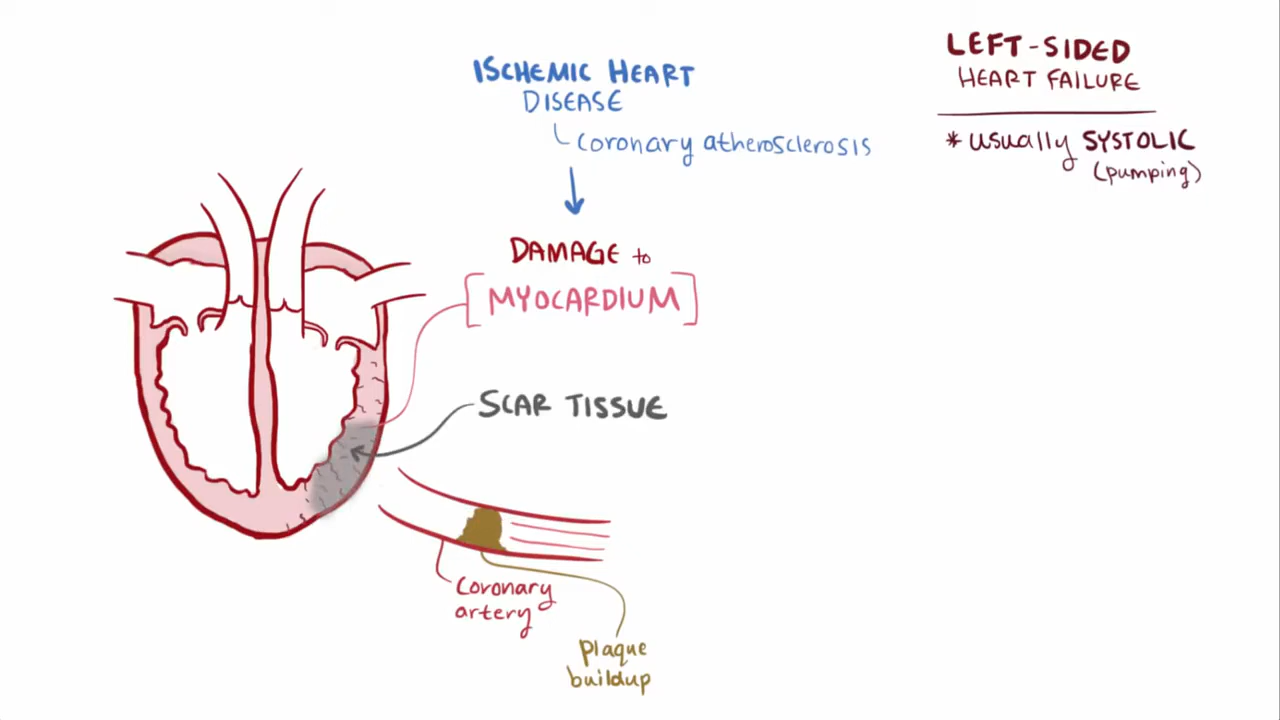 LEFT-SIDED
HEART FAILURE
* usually SYSTOLIC
(pumping)
ISCHEMIC HEART
DISEASE
coronary atherosclerosis
DAMAGE to
[MYOCARDIUM]
SCAR TISSUE
coronary
artery
plaque
buildup